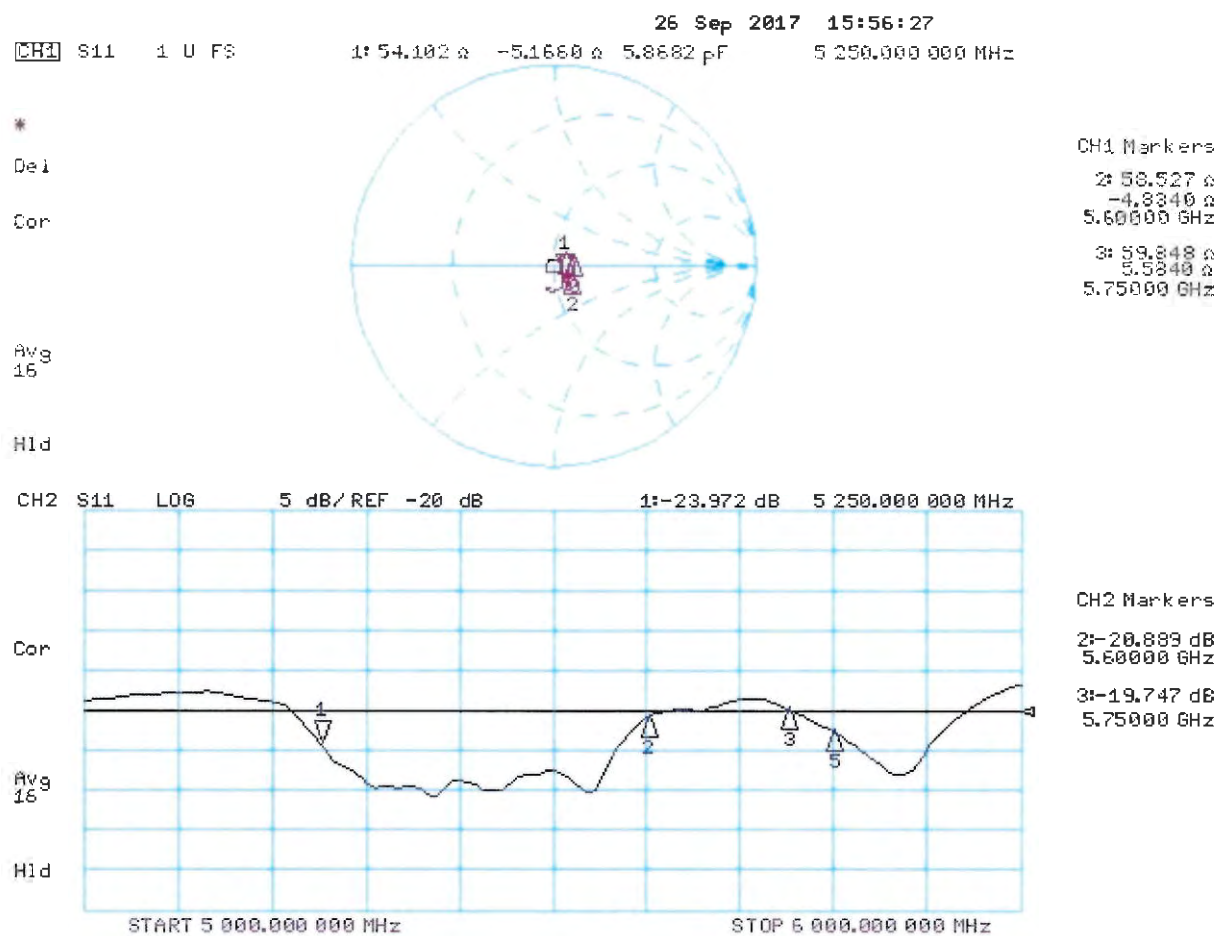 26 Sep 2017 15:56:27
CH1 S11 1 U FS 1: 54.102 Ω -5.1660 Ω 5.8682 pF 5 250.000 000 MHz
*
Del
Cor
Avg
16
Hld
1
2
CH1 Markers
2: 58.527 Ω
-4.8340 Ω
5.60000 GHz
3: 59.848 Ω
5.5840 Ω
5.75000 GHz
CH2 S11 LOG 5 dB/ REF -20 dB 1:-23.972 dB 5 250.000 000 MHz
Cor
Avg
16
Hld
1
2
3
5
CH2 Markers
2:-20.889 dB
5.60000 GHz
3:-19.747 dB
5.75000 GHz
START 5 000.000 000 MHz STOP 6 000.000 000 MHz